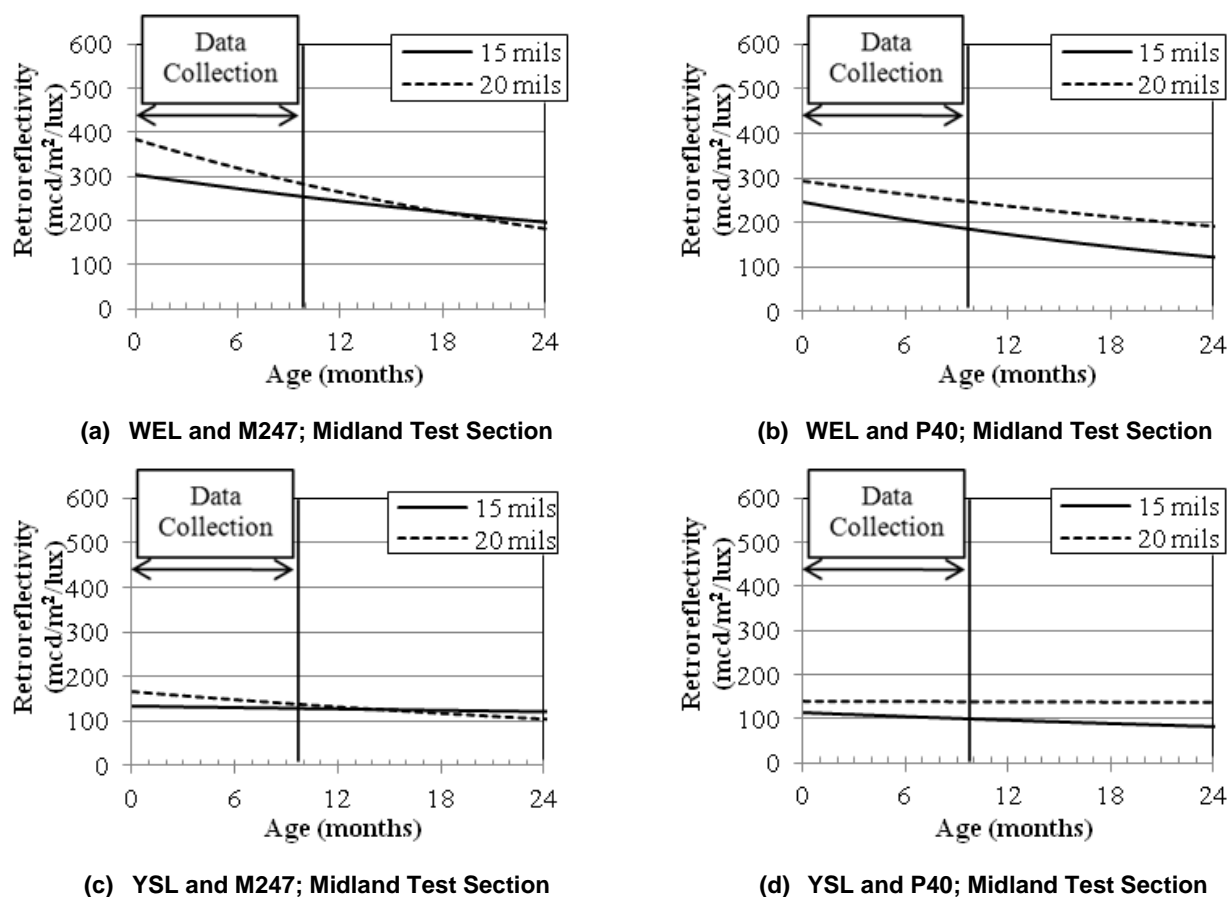 Data
Collection
15 mils
20 mils
Retroreflectivity
(mcd/m²/lux)
600
500
400
300
200
100
0
0 6 12 18 24
Age (months)
(a) WEL and M247; Midland Test Section
Data
Collection
15 mils
20 mils
Retroreflectivity
(mcd/m²/lux)
600
500
400
300
200
100
0
0 6 12 18 24
Age (months)
(b) WEL and P40; Midland Test Section
Data
Collection
15 mils
20 mils
Retroreflectivity
(mcd/m²/lux)
600
500
400
300
200
100
0
0 6 12 18 24
Age (months)
(c) YSL and M247; Midland Test Section
Data
Collection
15 mils
20 mils
Retroreflectivity
(mcd/m²/lux)
600
500
400
300
200
100
0
0 6 12 18 24
Age (months)
(d) YSL and P40; Midland Test Section